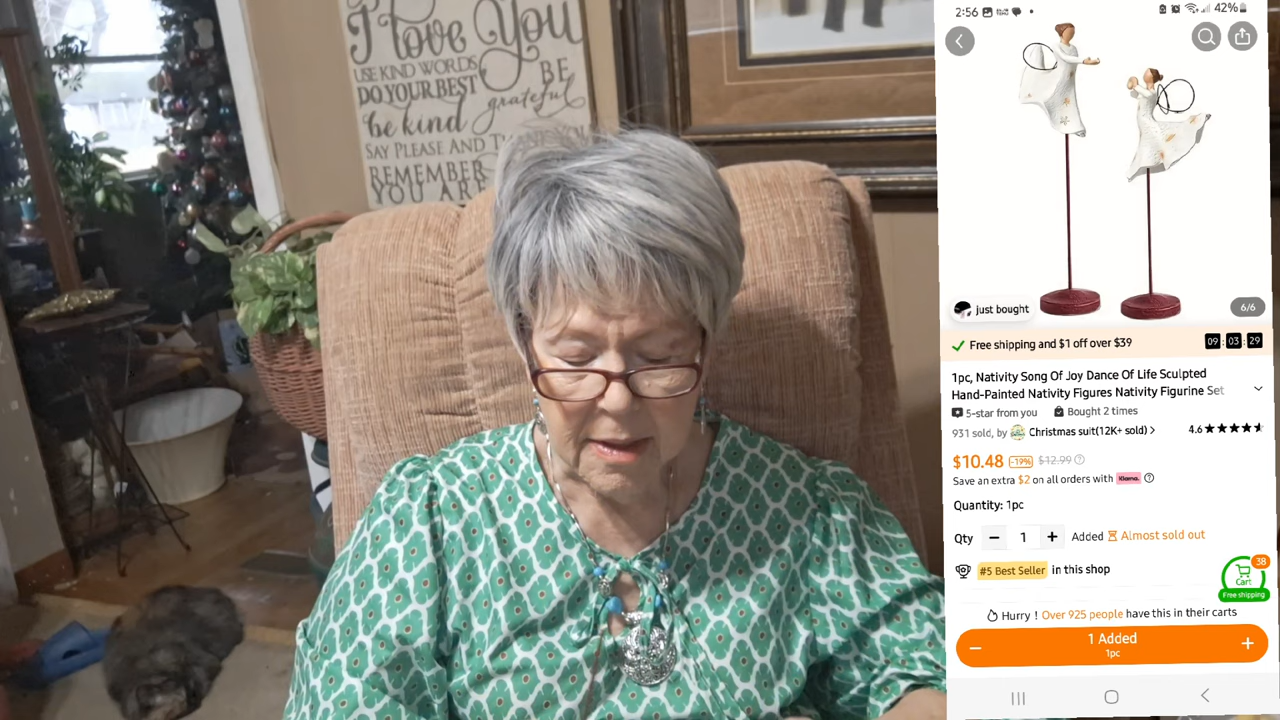 I love You
USE KIND WORDS
DO YOUR BEST
BE
grateful
be kind
SAY PLEASE AND THANK YOU
REMEMBER
YOU ARE
2:56
42%
just bought
6/6
Free shipping and $1 off over $39
09:03:29
1pc, Nativity Song Of Joy Dance Of Life Sculpted
Hand-Painted Nativity Figures Nativity Figurine Set
5-star from you Bought 2 times
931 sold, by Christmas suit(12K+ sold) >
4.6
$10.48 -19% $12.99
Save an extra $2 on all orders with Klarna.
Quantity: 1pc
Qty − 1 + Added Almost sold out
#5 Best Seller in this shop
38
Cart
Free shipping
Hurry ! Over 925 people have this in their carts
− 1 Added +
1pc